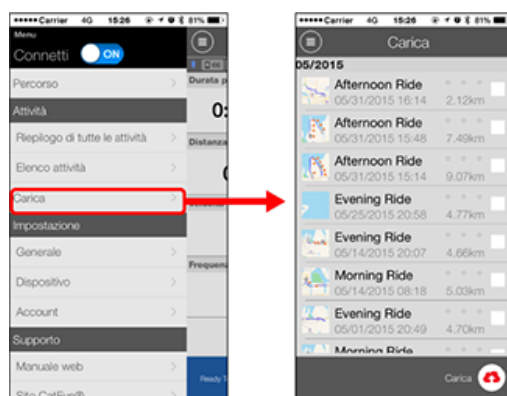 Carrier 4G 15:26 81%
Menu
Connetti ON
Percorso
Attività
Riepilogo di tutte le attività
Elenco attività
Carica
Impostazione
Generale
Dispositivo
Account
Supporto
Manuale web
Site CatEye®
Durata p
0:
Distanza
Frequenz
Ready T
Carrier 4G 15:26 81%
Carica
05/2015
Afternoon Ride
05/31/2015 16:14 2.12km
Afternoon Ride
05/31/2015 15:48 7.49km
Afternoon Ride
05/31/2015 15:14 9.07km
Evening Ride
05/25/2015 20:58 4.77km
Evening Ride
05/14/2015 20:07 4.66km
Morning Ride
05/14/2015 08:18 5.03km
Evening Ride
05/01/2015 20:49 4.70km
Morning Ride
Carica